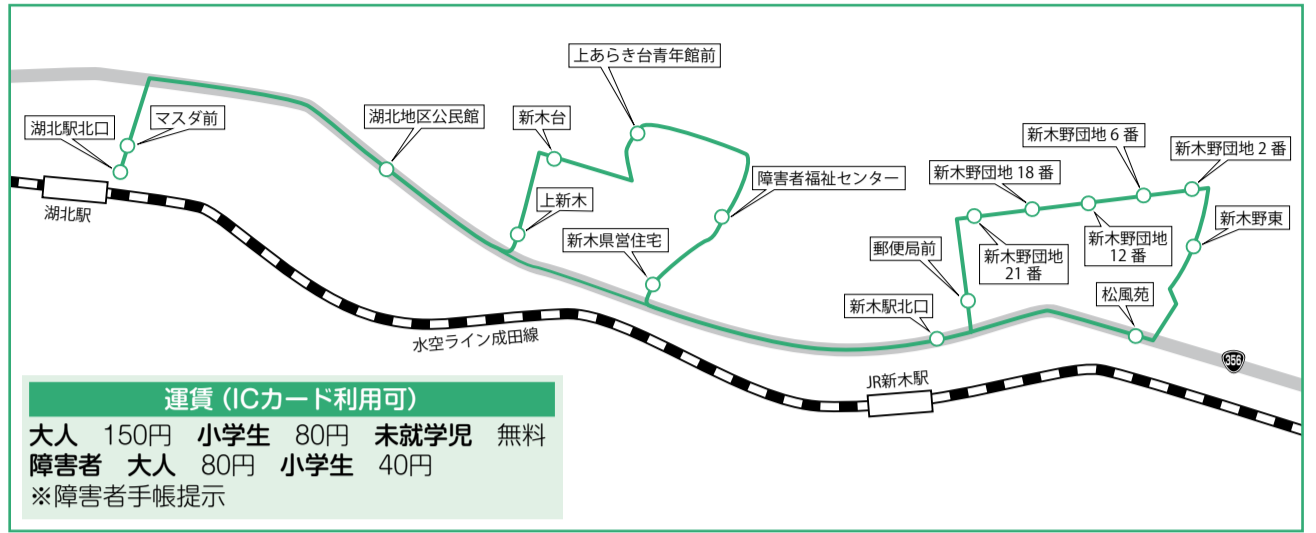 上あらき台青年館前
湖北地区公民館
新木台
マスダ前
湖北駅北口
新木野団地 6 番
新木野団地 2 番
新木野団地 18 番
障害者福祉センター
上新木
湖北駅
新木県営住宅
新木野東
郵便局前
新木野団地
21 番
新木野団地
12 番
松風苑
新木駅北口
水空ライン成田線
356
JR新木駅
運賃（ICカード利用可）
大人 150円 小学生 80円 未就学児 無料
障害者 大人 80円 小学生 40円
※障害者手帳提示